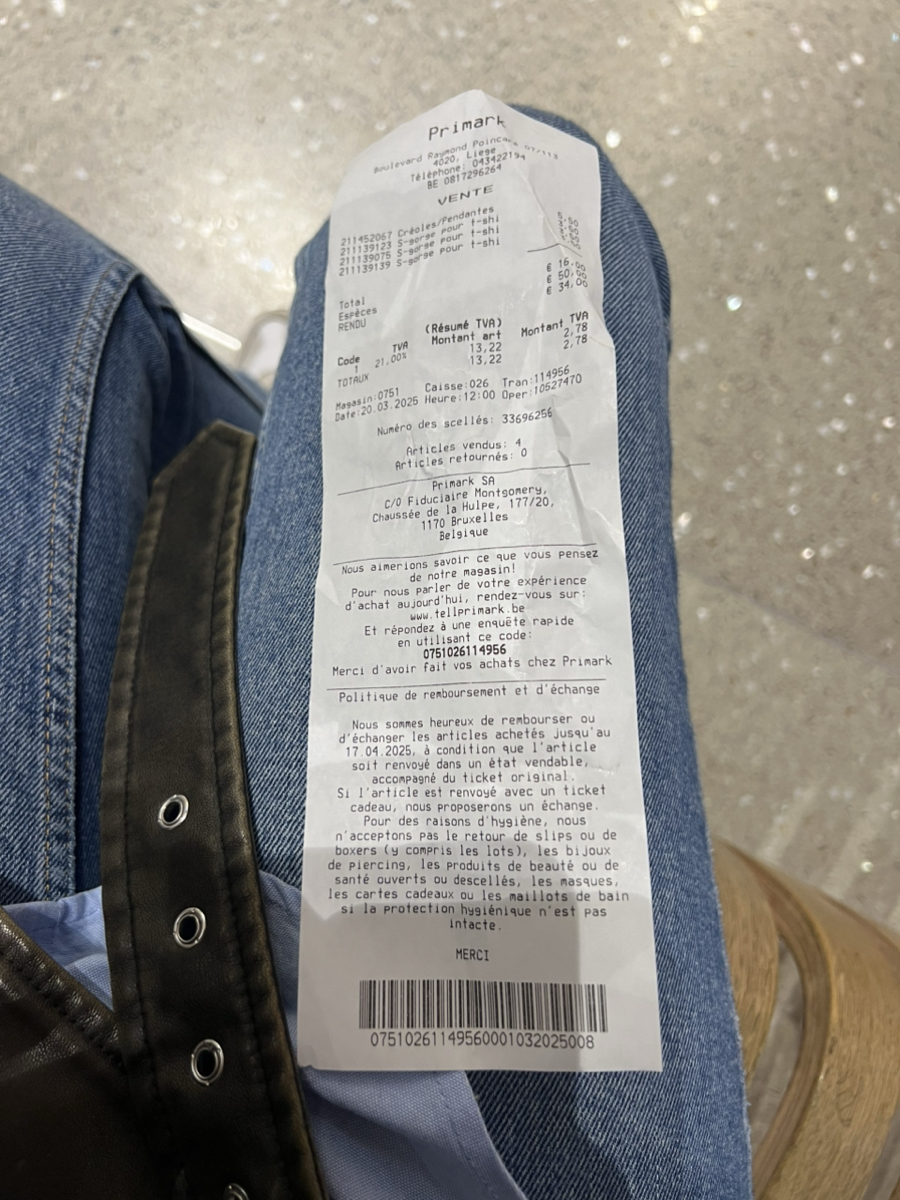 Primark
Boulevard Raymond Poincaré
4020, Liege
Téléphone: 043422194
BE 0817296264
VENTE
211452067 Créoles/Pendantes
211139123 S-gorge pour t-shi
211139075 S-gorge pour t-shi
211139139 S-gorge pour t-shi
Total € 16,00
Espèces € 50,00
RENDU € 34,00
(Résumé TVA)
Code TVA Montant art Montant TVA
1 21.00% 13,22 2,78
TOTAUX 13,22 2,78
Magasin:0751 Caisse:026 Tran:114956
Date:20.03.2025 Heure:12:00 Oper:10527470
Numéro des scellés: 33696256
Articles vendus: 4
Articles retournés: 0
Primark SA
C/O Fiduciaire Montgomery,
Chaussée de la Hulpe, 177/20,
1170 Bruxelles
Belgique
Nous aimerions savoir ce que vous pensez
de notre magasin!
Pour nous parler de votre expérience
d'achat aujourd'hui, rendez-vous sur:
www.tellprimark.be
Et répondez à une enquête rapide
en utilisant ce code:
0751026114956
Merci d'avoir fait vos achats chez Primark
Politique de remboursement et d'échange
Nous sommes heureux de rembourser ou
d'échanger les articles achetés jusqu'au
17.04.2025, à condition que l'article
soit renvoyé dans un état vendable,
accompagné du ticket original.
Si l'article est renvoyé avec un ticket
cadeau, nous proposerons un échange.
Pour des raisons d'hygiène, nous
n'acceptons pas le retour de slips ou de
boxers (y compris les lots), les bijoux
de piercing, les produits de beauté ou de
santé ouverts ou descellés, les masques,
les cartes cadeaux ou les maillots de bain
si la protection hygiénique n'est pas
intacte.
MERCI
07510261149560001032025008